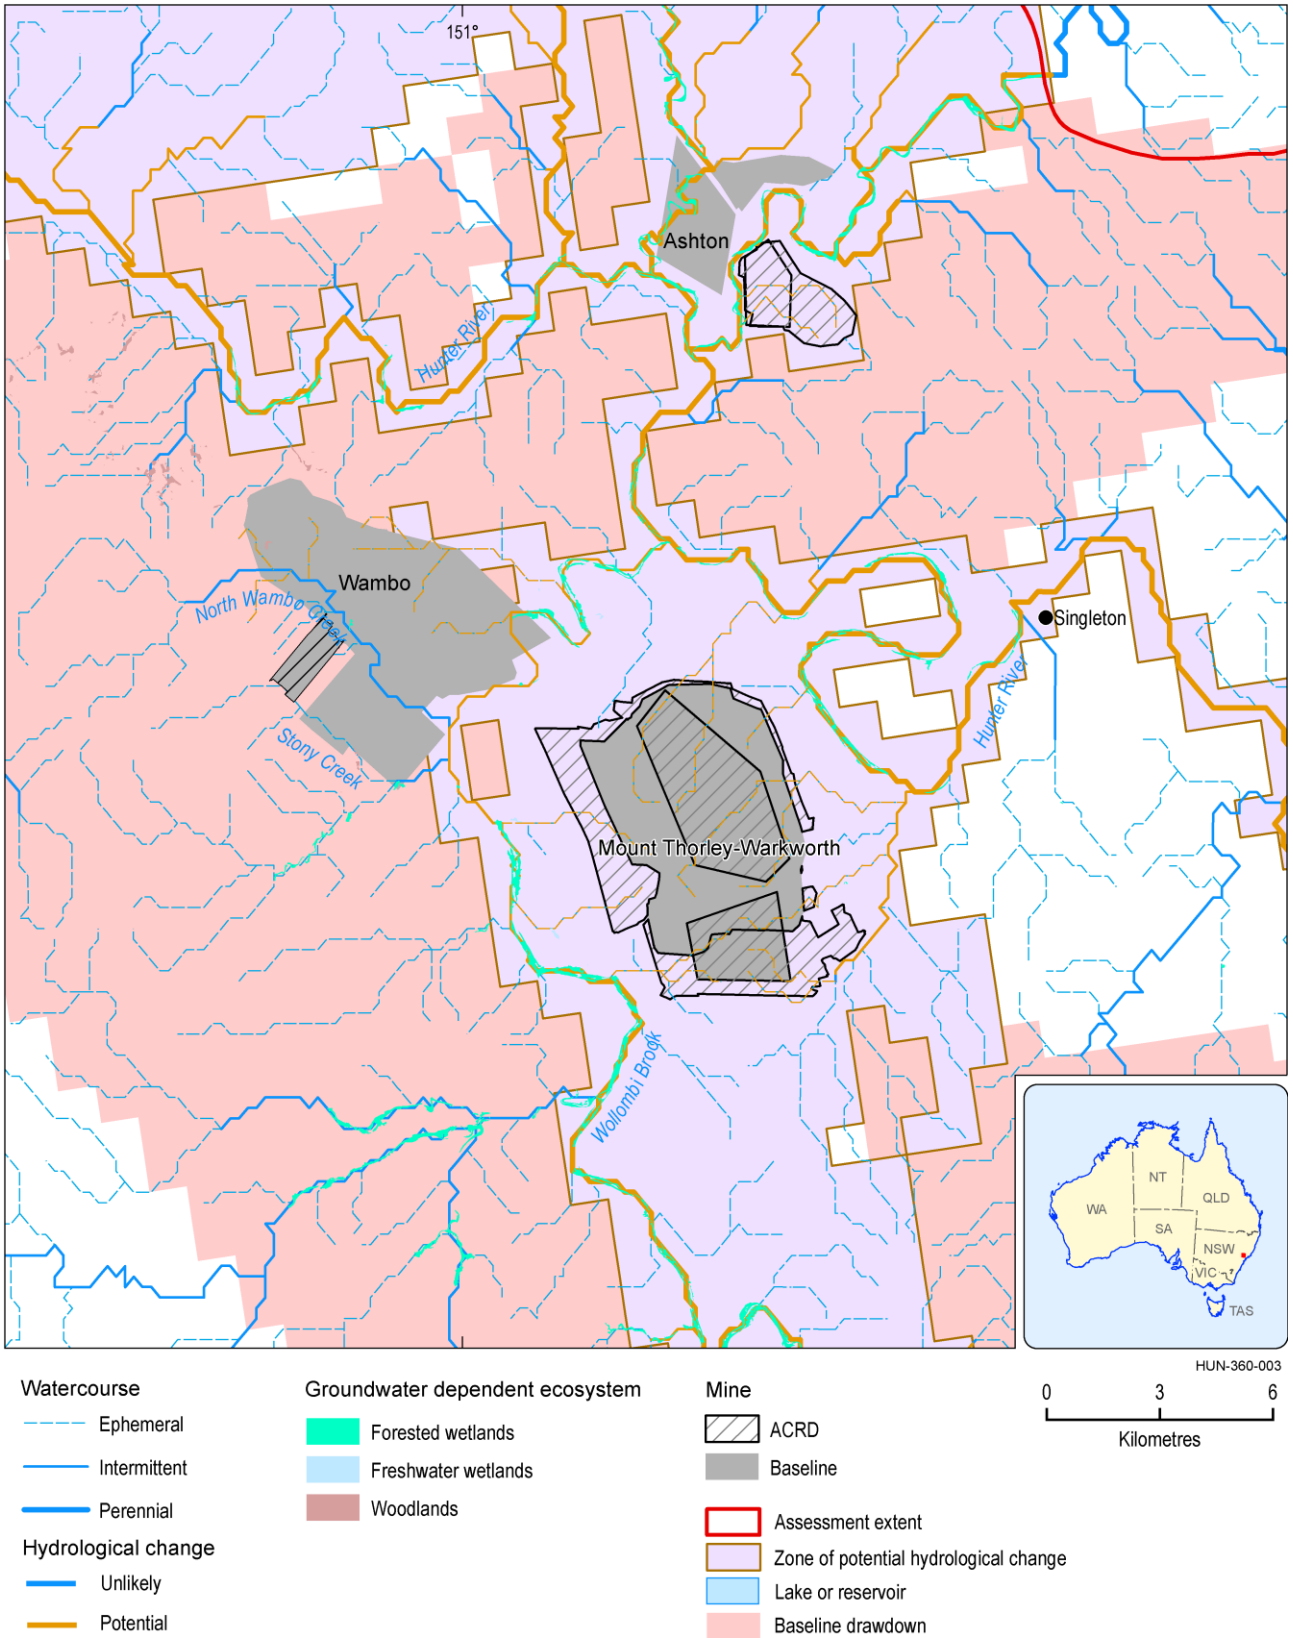 151°
Ashton
Hunter River
Wambo
North Wambo Creek
Singleton
Hunter River
Stony Creek
Mount Thorley-Warkworth
Wollombi Brook
NT
QLD
WA
SA
NSW
VIC
TAS
HUN-360-003
Watercourse
Ephemeral
Intermittent
Perennial
Hydrological change
Unlikely
Potential
Groundwater dependent ecosystem
Forested wetlands
Freshwater wetlands
Woodlands
Mine
ACRD
Baseline
Assessment extent
Zone of potential hydrological change
Lake or reservoir
Baseline drawdown
0 3 6
Kilometres